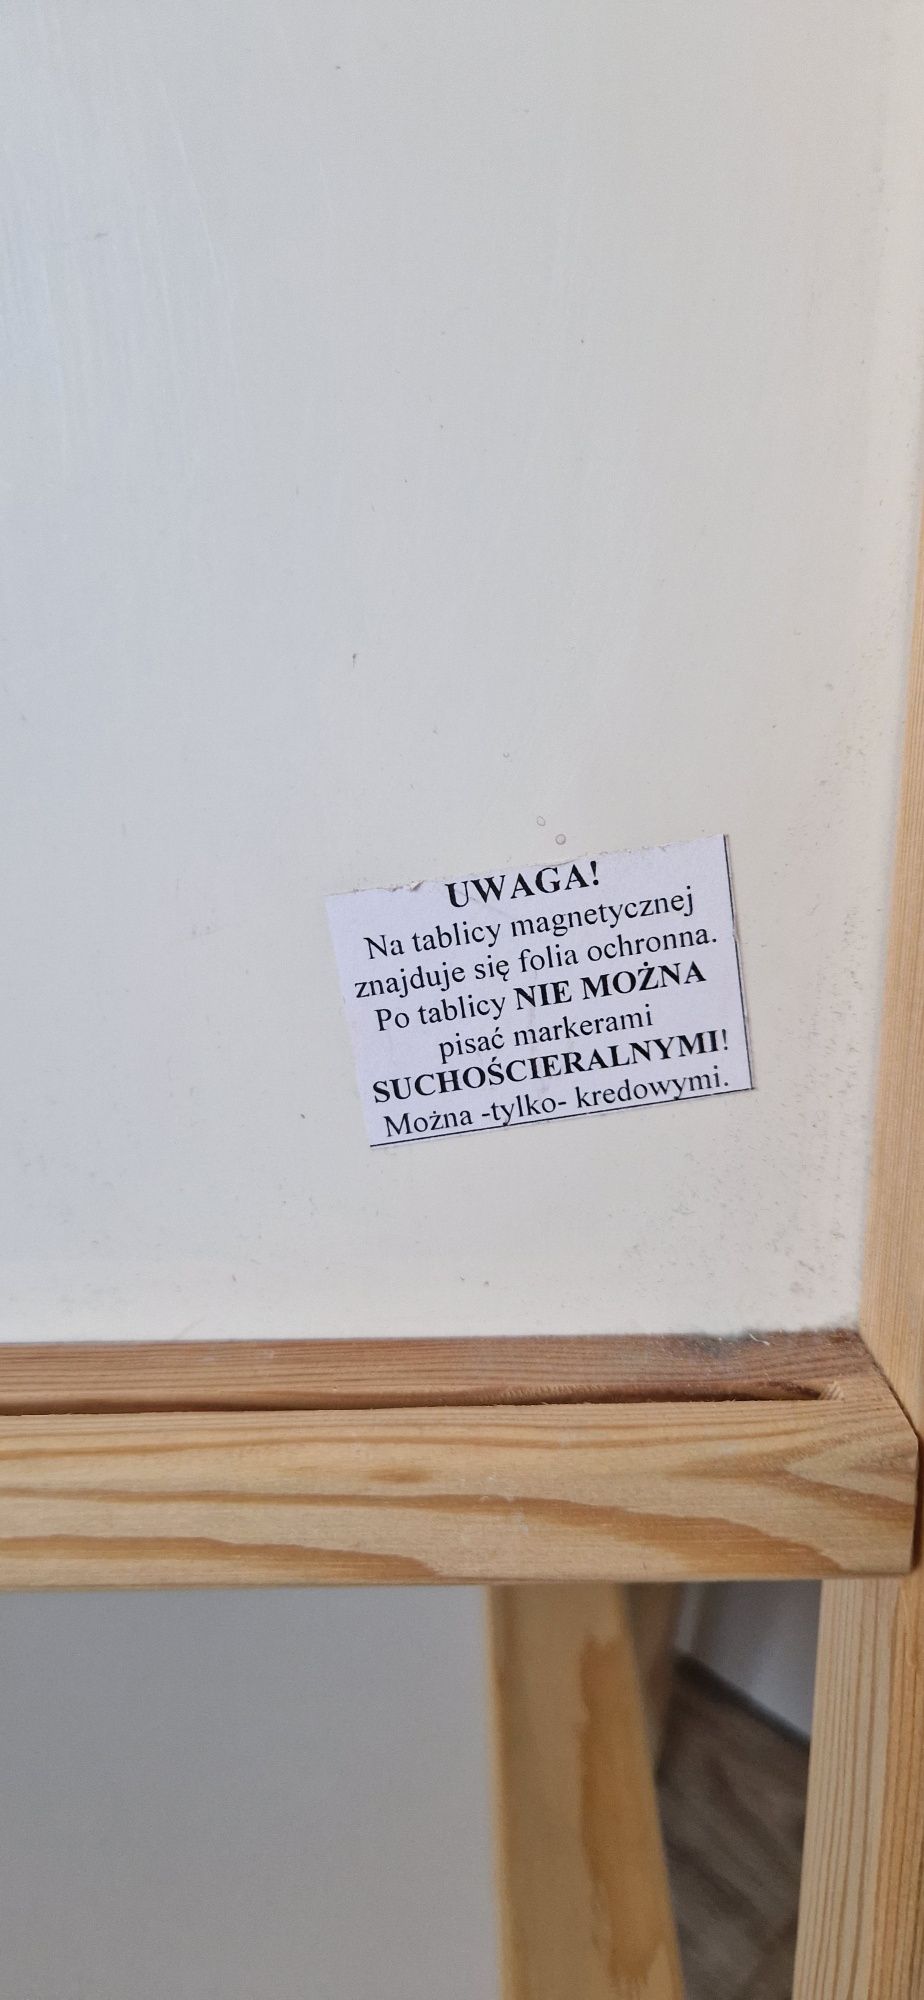 UWAGA!
Na tablicy magnetycznej
znajduje się folia ochronna.
Po tablicy NIE MOŻNA
pisać markerami
SUCHOŚCIERALNYMI!
Można -tylko- kredowymi.